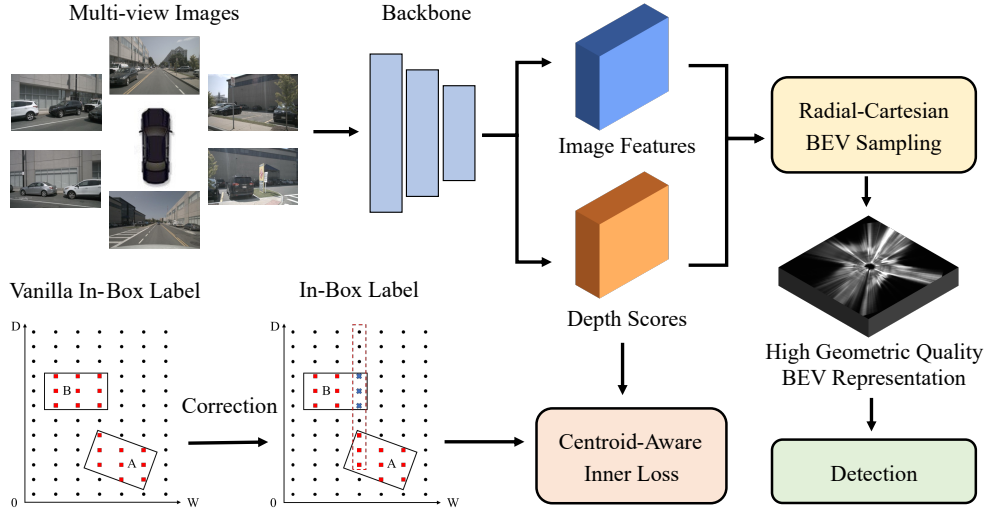 Multi-view Images
Backbone
Image Features
Depth Scores
Radial-Cartesian
BEV Sampling
High Geometric Quality
BEV Representation
Detection
Vanilla In-Box Label
D
B
A
0
W
Correction
In-Box Label
D
B
A
0
W
Centroid-Aware
Inner Loss